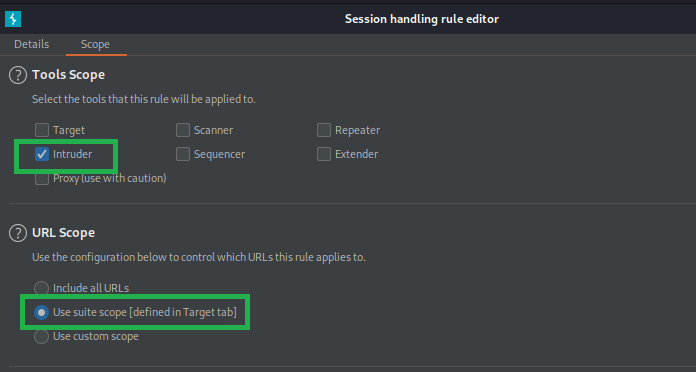 Session handling rule editor
Details Scope
? Tools Scope
Select the tools that this rule will be applied to.
Target Scanner Repeater
Intruder Sequencer Extender
Proxy (use with caution)
? URL Scope
Use the configuration below to control which URLs this rule applies to.
Include all URLs
Use suite scope [defined in Target tab]
Use custom scope